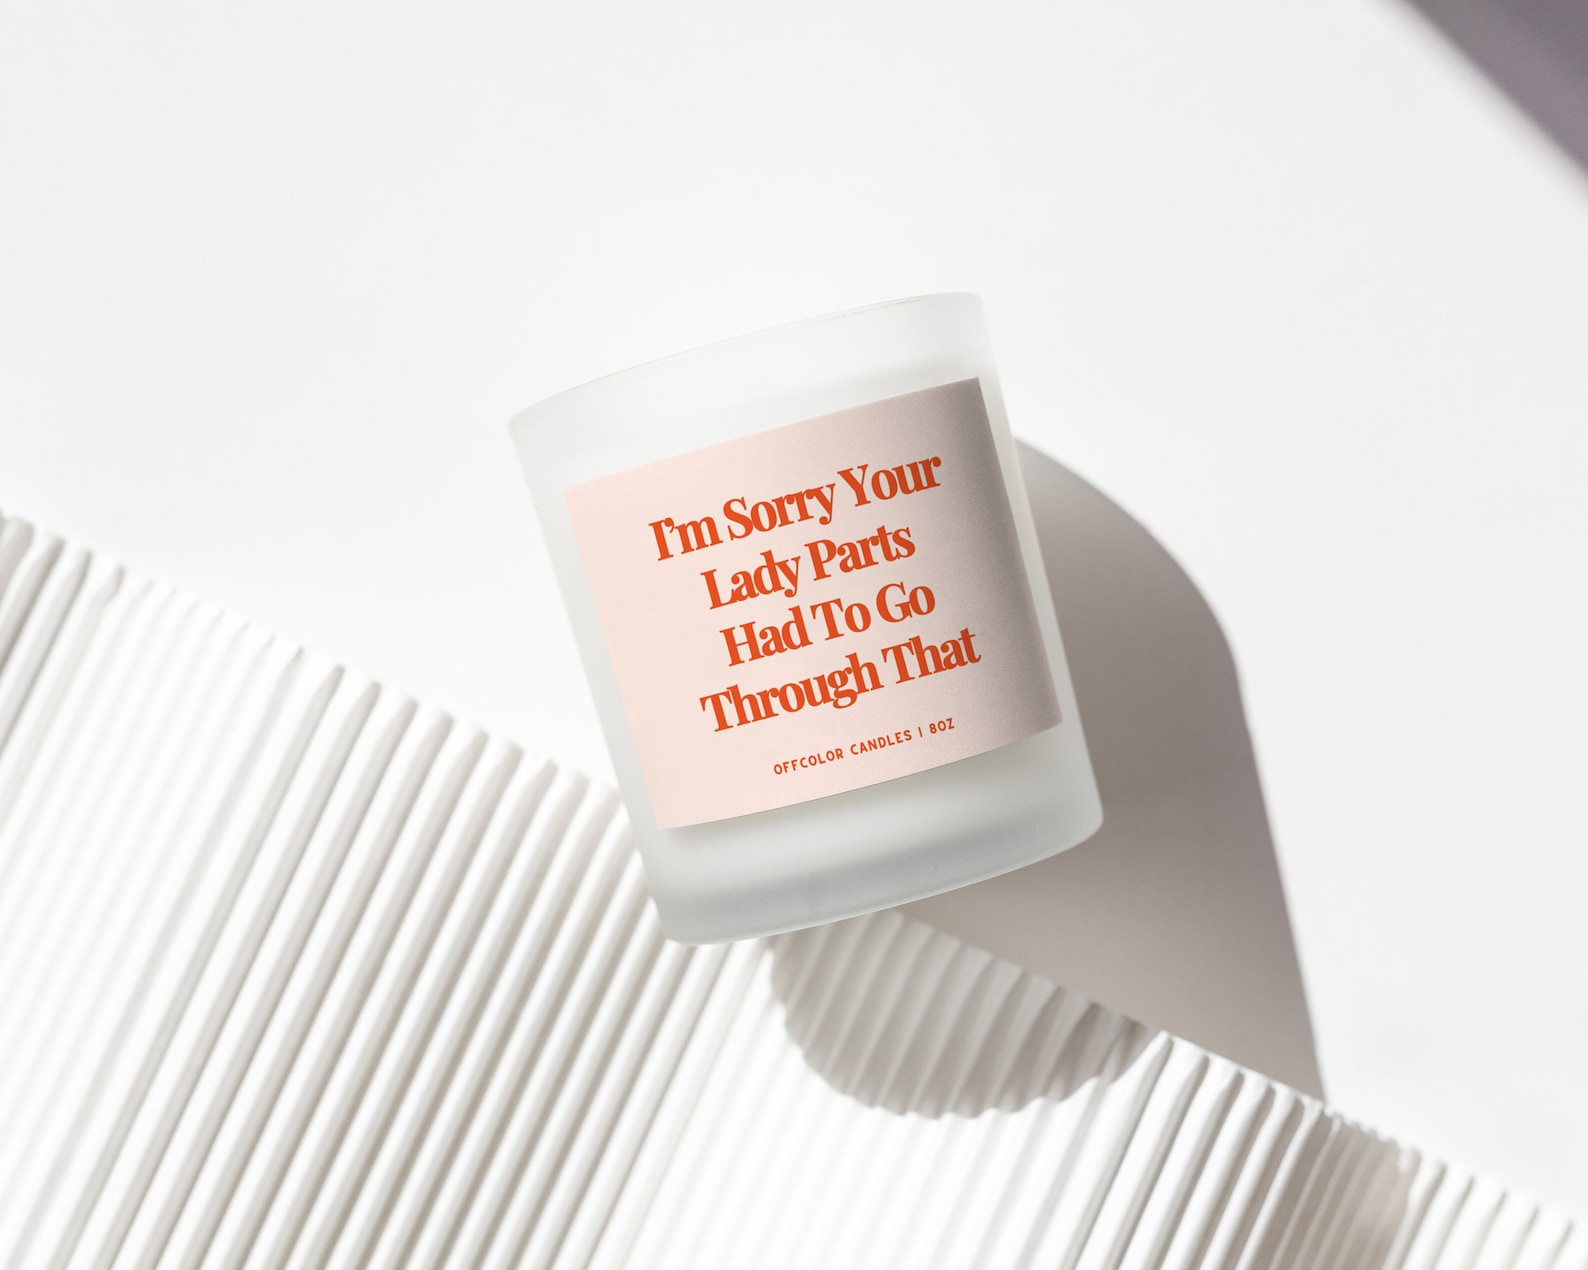 I'm Sorry Your
Lady Parts
Had To Go
Through That
OFFCOLOR CANDLES | 8OZ